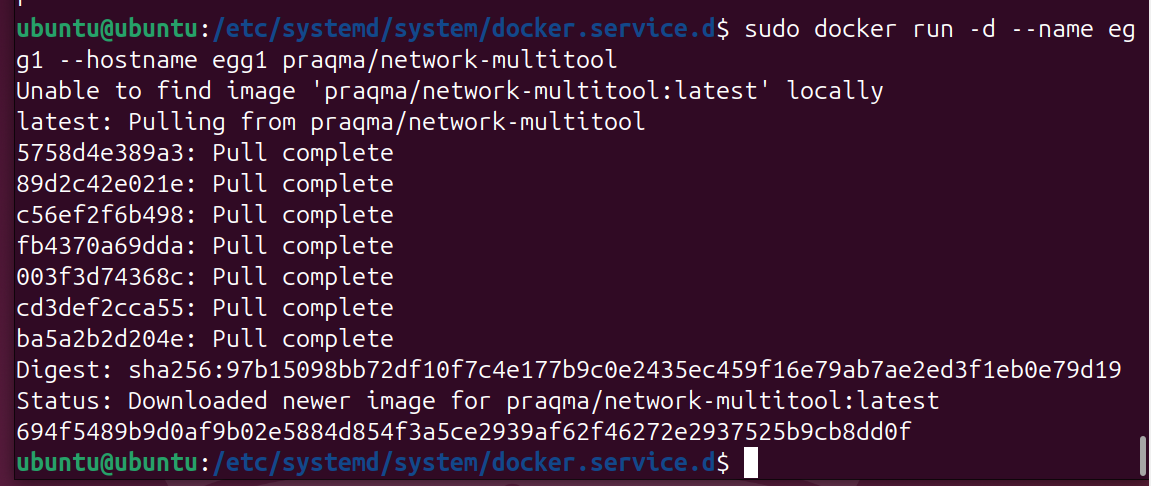 ubuntu@ubuntu:/etc/systemd/system/docker.service.d$ sudo docker run -d --name eg
g1 --hostname egg1 praqma/network-multitool
Unable to find image 'praqma/network-multitool:latest' locally
latest: Pulling from praqma/network-multitool
5758d4e389a3: Pull complete
89d2c42e021e: Pull complete
c56ef2f6b498: Pull complete
fb4370a69dda: Pull complete
003f3d74368c: Pull complete
cd3def2cca55: Pull complete
ba5a2b2d204e: Pull complete
Digest: sha256:97b15098bb72df10f7c4e177b9c0e2435ec459f16e79ab7ae2ed3f1eb0e79d19
Status: Downloaded newer image for praqma/network-multitool:latest
694f5489b9d0af9b02e5884d854f3a5ce2939af62f46272e2937525b9cb8dd0f
ubuntu@ubuntu:/etc/systemd/system/docker.service.d$